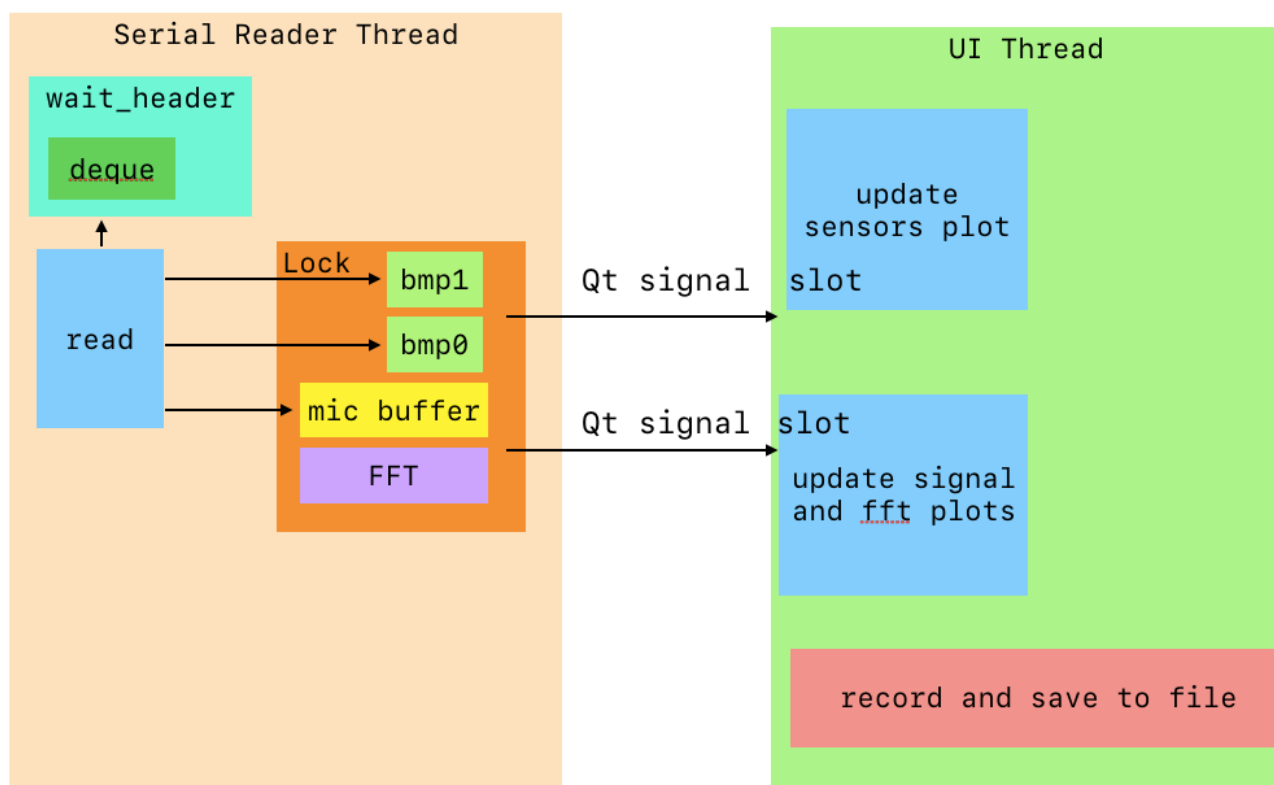 Serial Reader Thread
wait_header
deque
read
Lock
bmp1
bmp0
mic buffer
FFT
Qt signal
Qt signal
UI Thread
update
sensors plot
slot
slot
update signal
and fft plots
record and save to file